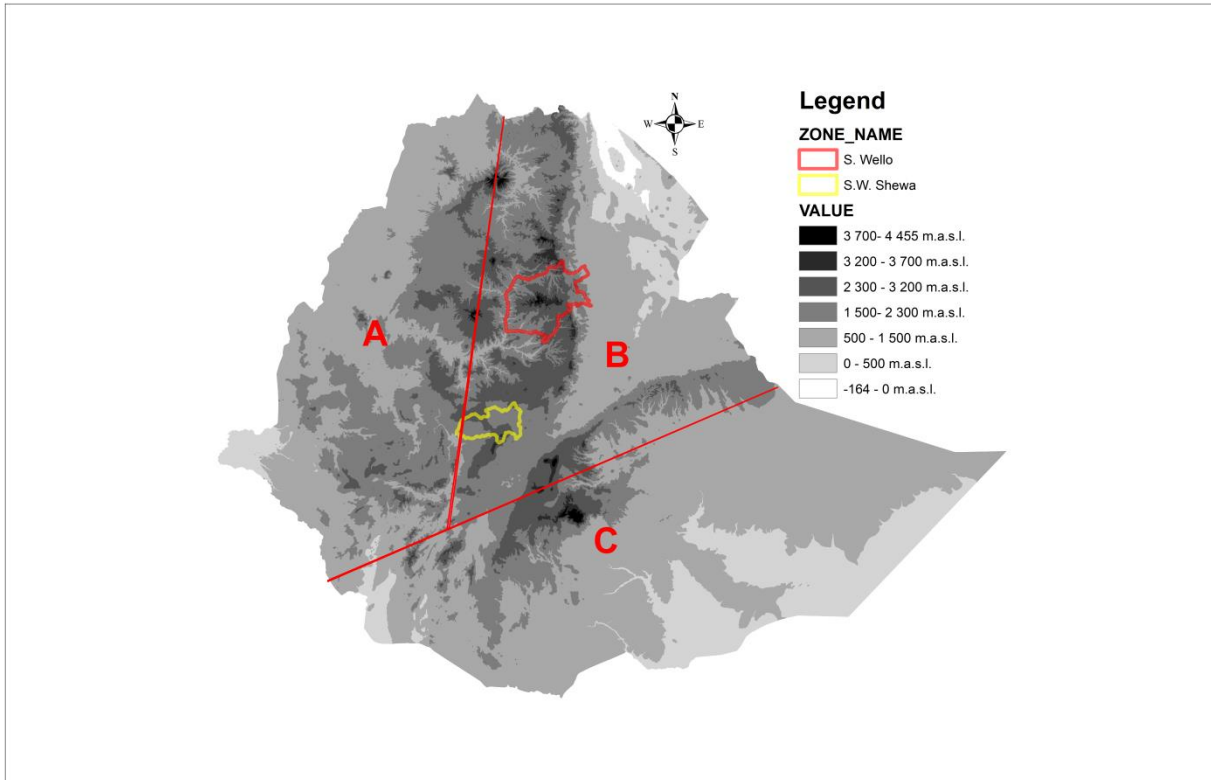 N
W E
S
Legend
ZONE_NAME
S. Wello
S.W. Shewa
VALUE
3 700- 4 455 m.a.s.l.
3 200 - 3 700 m.a.s.l.
2 300 - 3 200 m.a.s.l.
1 500- 2 300 m.a.s.l.
500 - 1 500 m.a.s.l.
0 - 500 m.a.s.l.
-164 - 0 m.a.s.l.
A
B
C